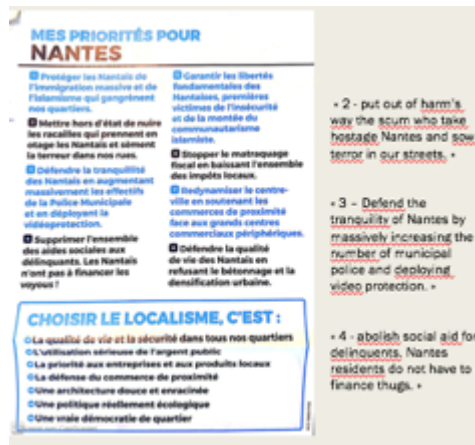 MES PRIORITÉS POUR
NANTES
Protéger les Nantais de
l'immigration massive et de
l'islamisme qui gangrènent
nos quartiers.
Mettre hors d'état de nuire
les racailles qui prennent en
otage les Nantais et sèment
la terreur dans nos rues.
Défendre la tranquillité
des Nantais en augmentant
massivement les effectifs
de la Police Municipale
et en déployant la
vidéoprotection.
Supprimer l'ensemble
des aides sociales aux
délinquants. Les Nantais
n'ont pas à financer les
voyous !
Garantir les libertés
fondamentales des
Nantaises, premières
victimes de l'insécurité
et de la montée du
communautarisme
islamiste.
Stopper le matraquage
fiscal en baissant l'ensemble
des impôts locaux.
Redynamiser le centre-
ville en soutenant les
commerces de proximité
face aux grands centres
commerciaux périphériques.
Défendre la qualité
de vie des Nantais en
refusant le bétonnage et la
densification urbaine.
CHOISIR LE LOCALISME, C'EST :
La qualité de vie et la sécurité dans tous nos quartiers
L'utilisation sérieuse de l'argent public
La priorité aux entreprises et aux produits locaux
La défense du commerce de proximité
Une architecture douce et enracinée
Une politique réellement écologique
Une vraie démocratie de quartier
« 2 - put out of harm's
way the scum who take
hostage Nantes and sow
terror in our streets. »
« 3 – Defend the
tranquility of Nantes by
massively increasing the
number of municipal
police and deploying
video protection. »
« 4 - abolish social aid for
delinquents. Nantes
residents do not have to
finance thugs. »